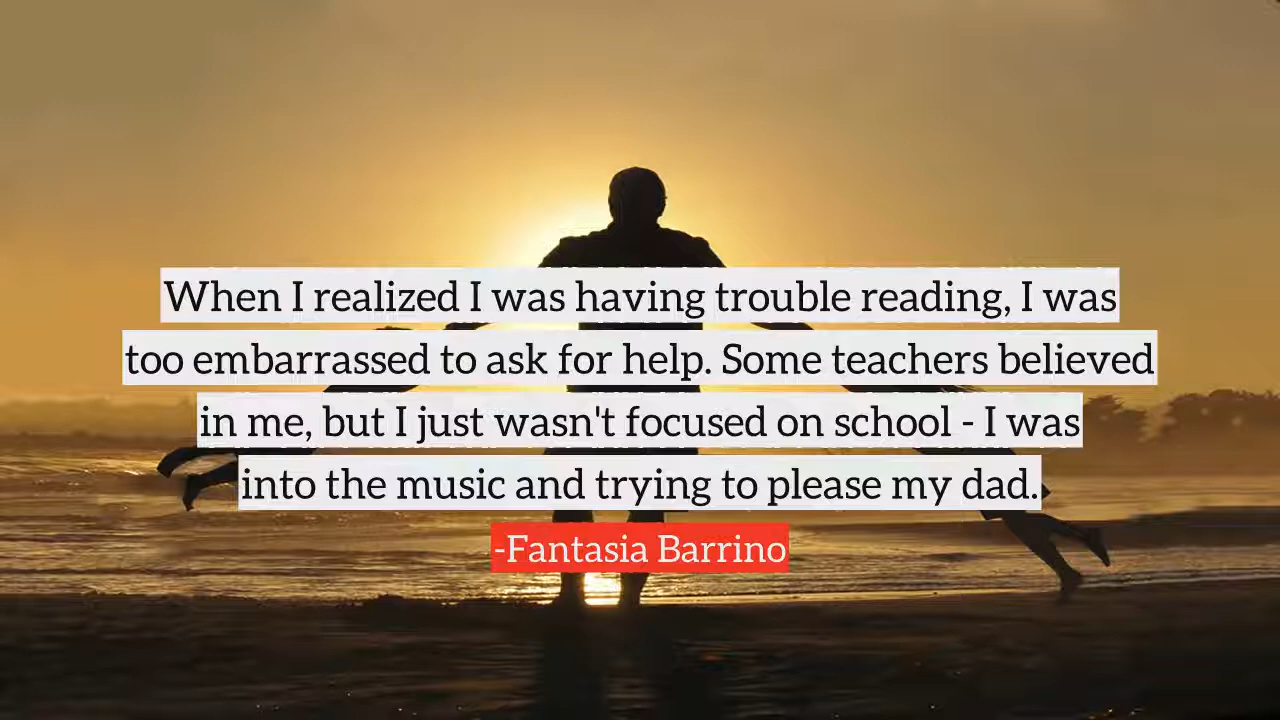 When I realized I was having trouble reading, I was
too embarrassed to ask for help. Some teachers believed
in me, but I just wasn't focused on school - I was
into the music and trying to please my dad.
-Fantasia Barrino